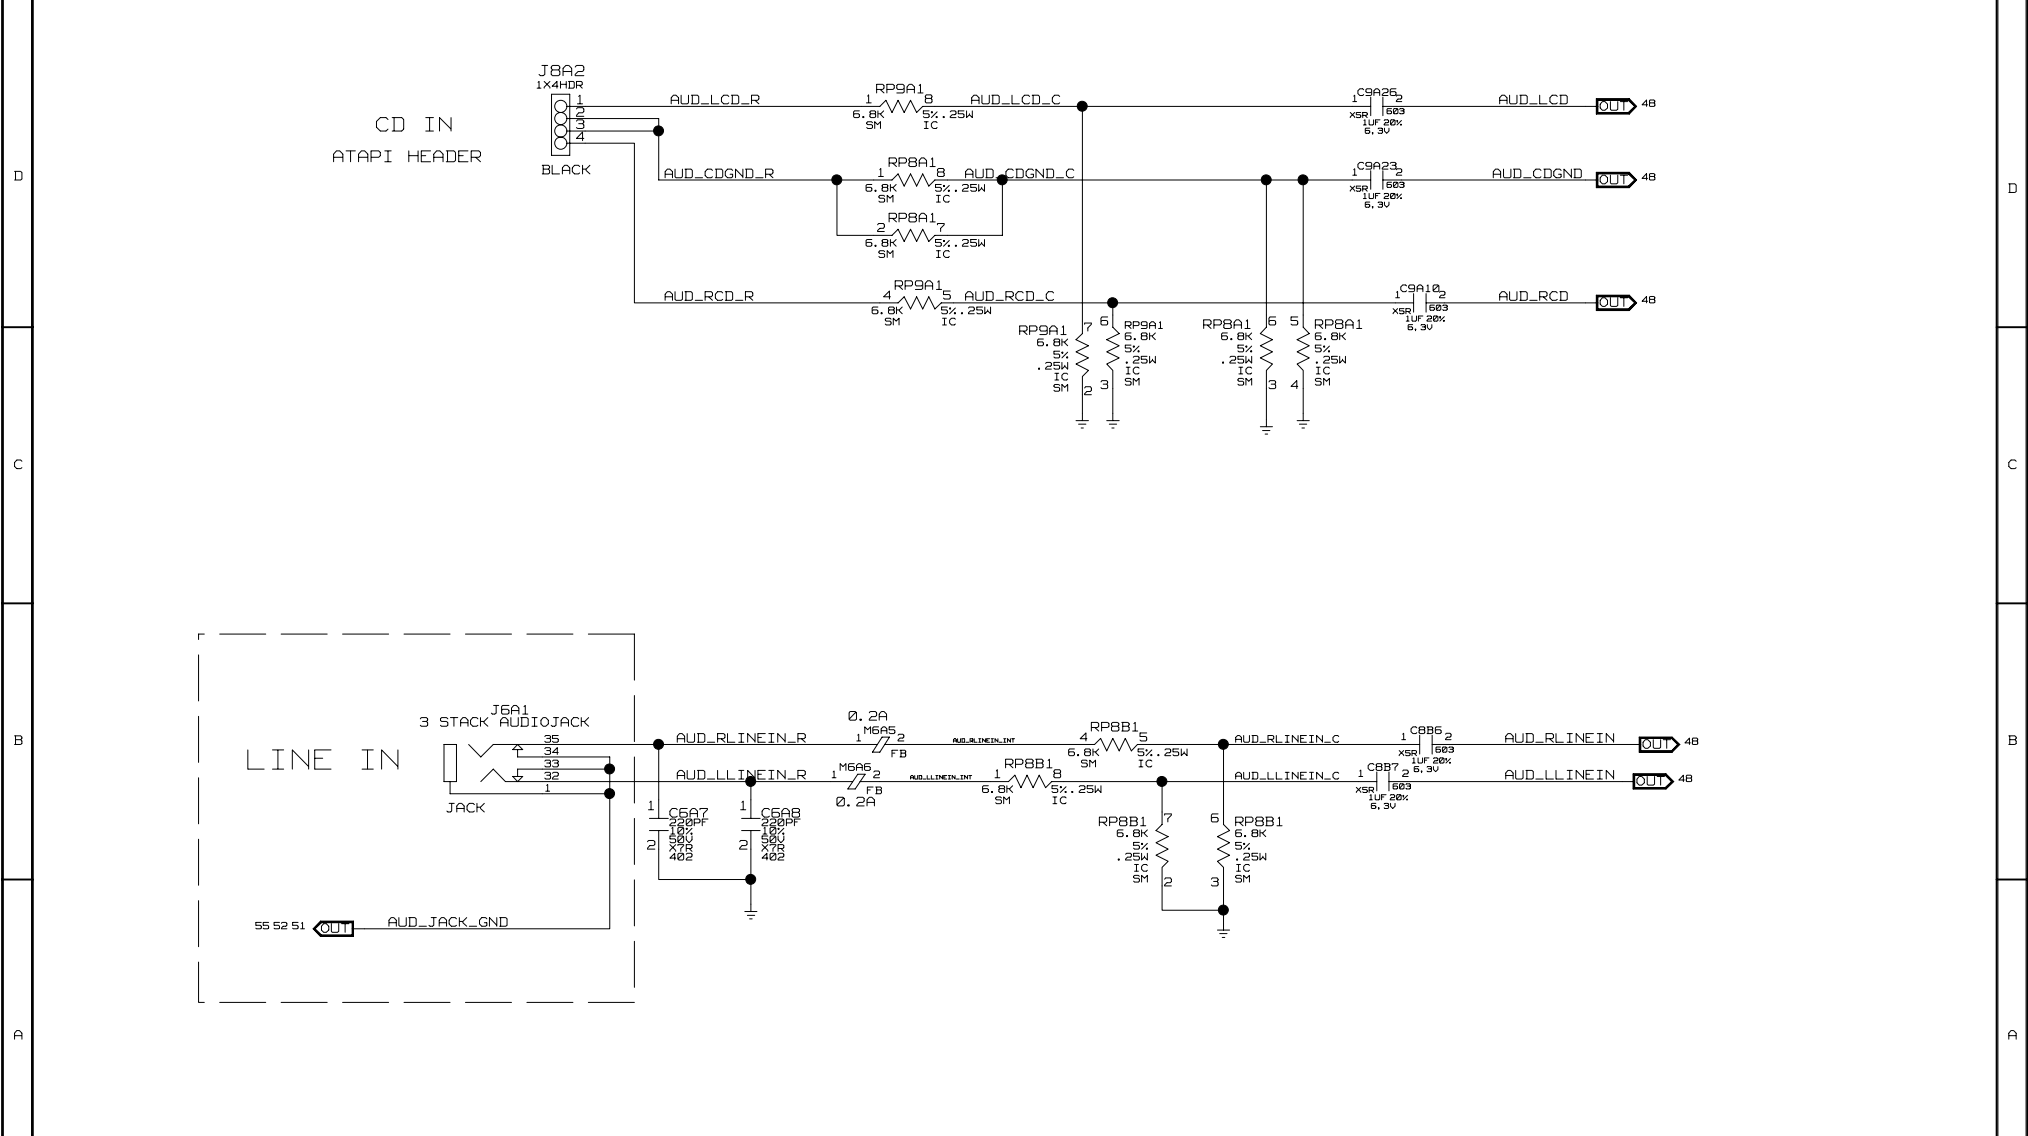 J8A2
1X4HDR
1
2
3
4
BLACK
CD IN
ATAPI HEADER
AUD_LCD_R
RP9A1
1 8
6.8K 5%.25W
SM IC
AUD_LCD_C
C9A26
1 2
X5R 603
1UF 20%
6.3V
AUD_LCD
OUT 48
D
D
AUD_CDGND_R
RP8A1
1 8
6.8K 5%.25W
SM IC
AUD_CDGND_C
C9A23
1 2
X5R 603
1UF 20%
6.3V
AUD_CDGND
OUT 48
RP8A1
2 7
6.8K 5%.25W
SM IC
AUD_RCD_R
RP9A1
4 5
6.8K 5%.25W
SM IC
AUD_RCD_C
C9A10
1 2
X5R 603
1UF 20%
6.3V
AUD_RCD
OUT 48
RP9A1 7
6.8K
5%
.25W
IC
SM
2
6 RP9A1
6.8K
5%
.25W
IC
SM
3
RP8A1 6
6.8K
5%
.25W
IC
SM
3
5 RP8A1
6.8K
5%
.25W
IC
SM
4
C
C
B
B
LINE IN
J6A1
3 STACK AUDIOJACK
35
34
33
32
1
JACK
AUD_RLINEIN_R
0.2A
M6A5
1 2
FB
AUD_RLINEIN_INT
RP8B1
4 5
6.8K 5%.25W
SM IC
AUD_RLINEIN_C
C8B6
1 2
X5R 603
1UF 20%
6.3V
AUD_RLINEIN
OUT 48
AUD_LLINEIN_R
M6A6
1 2
FB
0.2A
AUD_LLINEIN_INT
RP8B1
1 8
6.8K 5%.25W
SM IC
AUD_LLINEIN_C
C8B7
1 2
X5R 603
1UF 20%
6.3V
AUD_LLINEIN
OUT 48
1 C6A7
220PF
10%
50V
2 X7R
402
1 C6A8
220PF
10%
50V
2 X7R
402
RP8B1 7
6.8K
5%
.25W
IC
SM
2
6 RP8B1
6.8K
5%
.25W
IC
SM
3
55 52 51 OUT AUD_JACK_GND
A
A